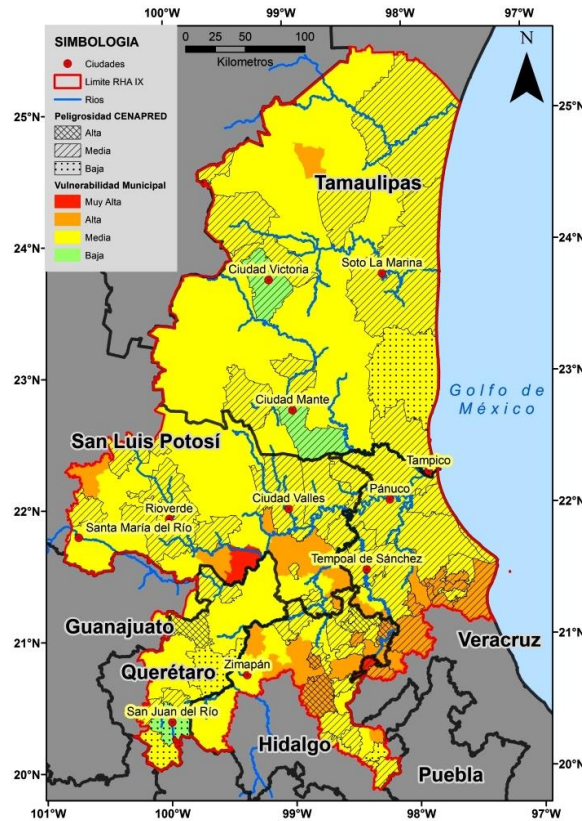 100°W
99°W
98°W
97°W
SIMBOLOGIA
Ciudades
Limite RHA IX
Rios
Peligrosidad CENAPRED
Alta
Media
Baja
Vulnerabilidad Municipal
Muy Alta
Alta
Media
Baja
0 25 50 100
Kilometros
N
25°N
25°N
Tamaulipas
24°N
24°N
Ciudad Victoria
Soto La Marina
23°N
23°N
Ciudad Mante
Golfo de
México
San Luis Potosí
Tampico
Pánuco
22°N
22°N
Rioverde
Ciudad Valles
Santa María del Río
Tempoal de Sánchez
21°N
21°N
Guanajuato
Veracruz
Querétaro
Zimapán
San Juan del Río
Hidalgo
20°N
20°N
Puebla
101°W
100°W
99°W
98°W
97°W